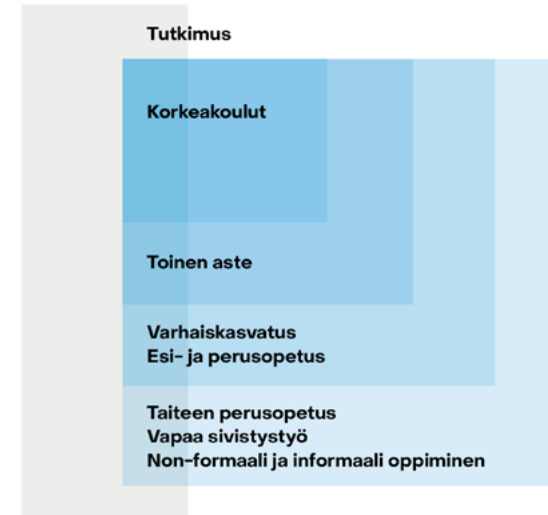 Tutkimus
Korkeakoulut
Toinen aste
Varhaiskasvatus
Esi- ja perusopetus
Taiteen perusopetus
Vapaa sivistystyö
Non-formaali ja informaali oppiminen